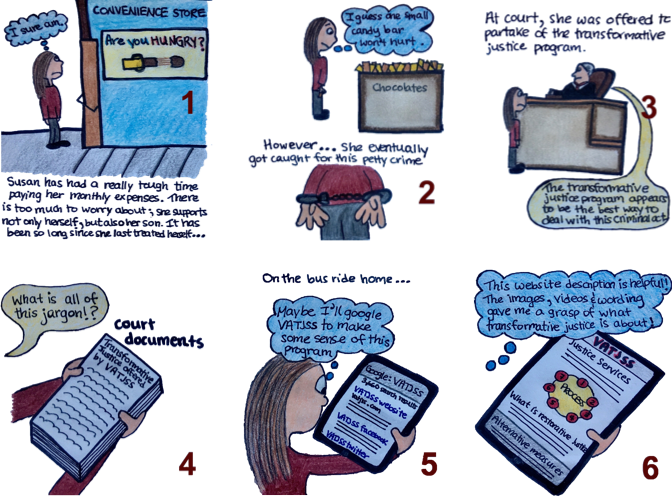 I sure am.
CONVENIENCE STORE
Are you HUNGRY?
1
Susan has had a really tough time
paying her monthly expenses. There
is too much to worry about; she supports
not only herself, but also her son. It has
been so long since she last treated herself...
I guess one small
candy bar
won't hurt.
Chocolates
However... she eventually
got caught for this petty crime
2
At court, she was offered to
partake of the transformative
justice program.
3
The transformative
justice program appears
to be the best way to
deal with this criminal act
What is all of
this jargon!?
court
documents
Transformative
Justice
by VATJSS
4
On the bus ride home...
Maybe I'll google
VATJSS to make
some sense of this
program
Google: VATJSS
search results
VATJSS website
VATJSS facebook
VATJSS twitter
5
This website desciption is helpful!
The images, videos & wording
gave me a grasp of what
transformative justice is about!
VATJSS
Justice services
PROCESS
What is restorative justice
Alternative measures
6